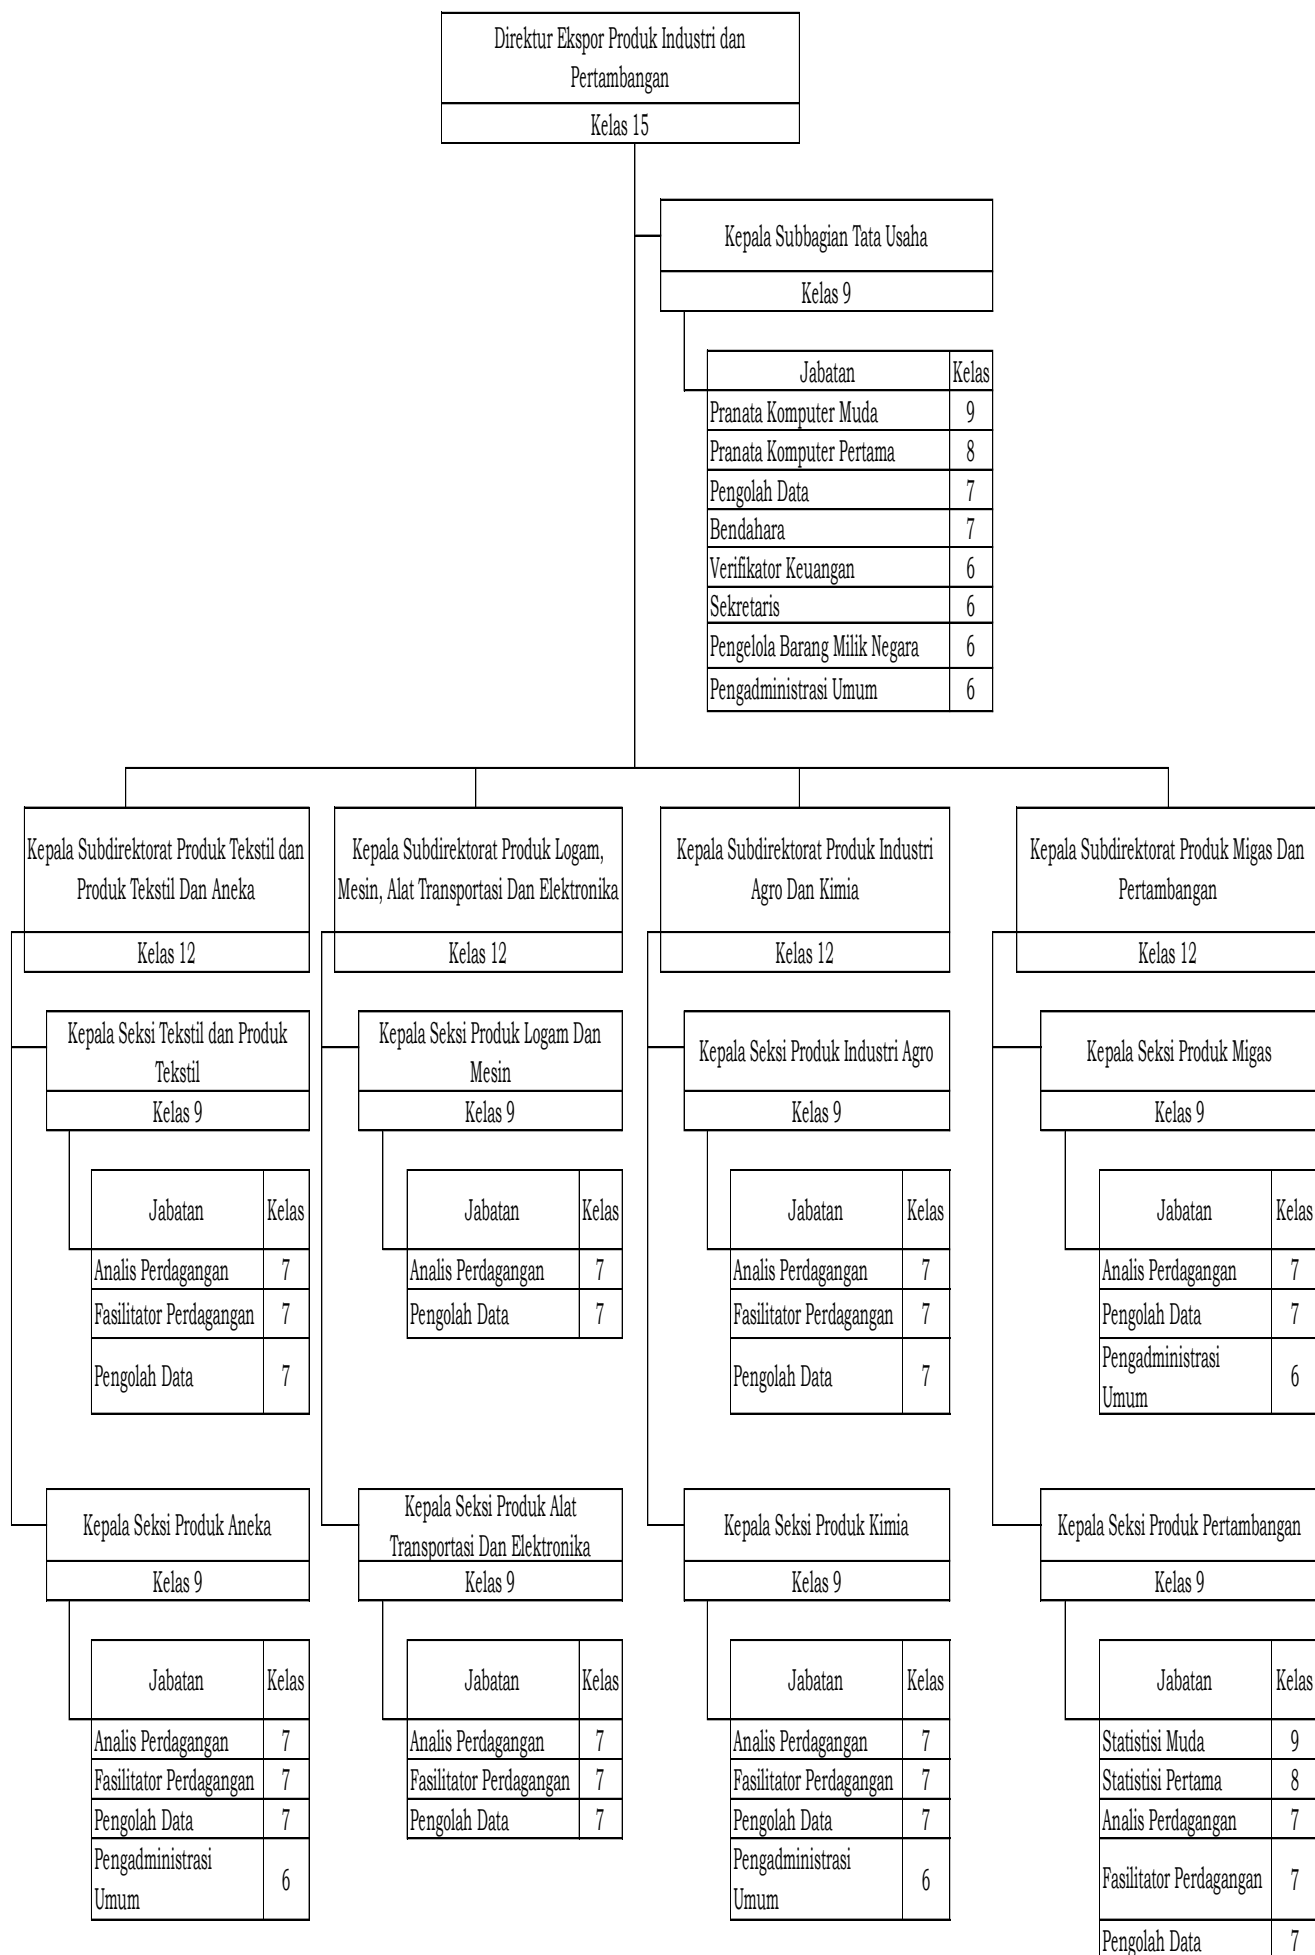 Direktur Ekspor Produk Industri dan
Pertambangan
Kelas 15
Kepala Subbagian Tata Usaha
Kelas 9
Jabatan Kelas
Pranata Komputer Muda 9
Pranata Komputer Pertama 8
Pengolah Data 7
Bendahara 7
Verifikator Keuangan 6
Sekretaris 6
Pengelola Barang Milik Negara 6
Pengadministrasi Umum 6
Kepala Subdirektorat Produk Tekstil dan
Produk Tekstil Dan Aneka
Kelas 12
Kepala Seksi Tekstil dan Produk
Tekstil
Kelas 9
Jabatan Kelas
Analis Perdagangan 7
Fasilitator Perdagangan 7
Pengolah Data 7
Kepala Seksi Produk Aneka
Kelas 9
Jabatan Kelas
Analis Perdagangan 7
Fasilitator Perdagangan 7
Pengolah Data 7
Pengadministrasi
Umum 6
Kepala Subdirektorat Produk Logam,
Mesin, Alat Transportasi Dan Elektronika
Kelas 12
Kepala Seksi Produk Logam Dan
Mesin
Kelas 9
Jabatan Kelas
Analis Perdagangan 7
Pengolah Data 7
Kepala Seksi Produk Alat
Transportasi Dan Elektronika
Kelas 9
Jabatan Kelas
Analis Perdagangan 7
Fasilitator Perdagangan 7
Pengolah Data 7
Kepala Subdirektorat Produk Industri
Agro Dan Kimia
Kelas 12
Kepala Seksi Produk Industri Agro
Kelas 9
Jabatan Kelas
Analis Perdagangan 7
Fasilitator Perdagangan 7
Pengolah Data 7
Kepala Seksi Produk Kimia
Kelas 9
Jabatan Kelas
Analis Perdagangan 7
Fasilitator Perdagangan 7
Pengolah Data 7
Pengadministrasi
Umum 6
Kepala Subdirektorat Produk Migas Dan
Pertambangan
Kelas 12
Kepala Seksi Produk Migas
Kelas 9
Jabatan Kelas
Analis Perdagangan 7
Pengolah Data 7
Pengadministrasi
Umum 6
Kepala Seksi Produk Pertambangan
Kelas 9
Jabatan Kelas
Statistisi Muda 9
Statistisi Pertama 8
Analis Perdagangan 7
Fasilitator Perdagangan 7
Pengolah Data 7